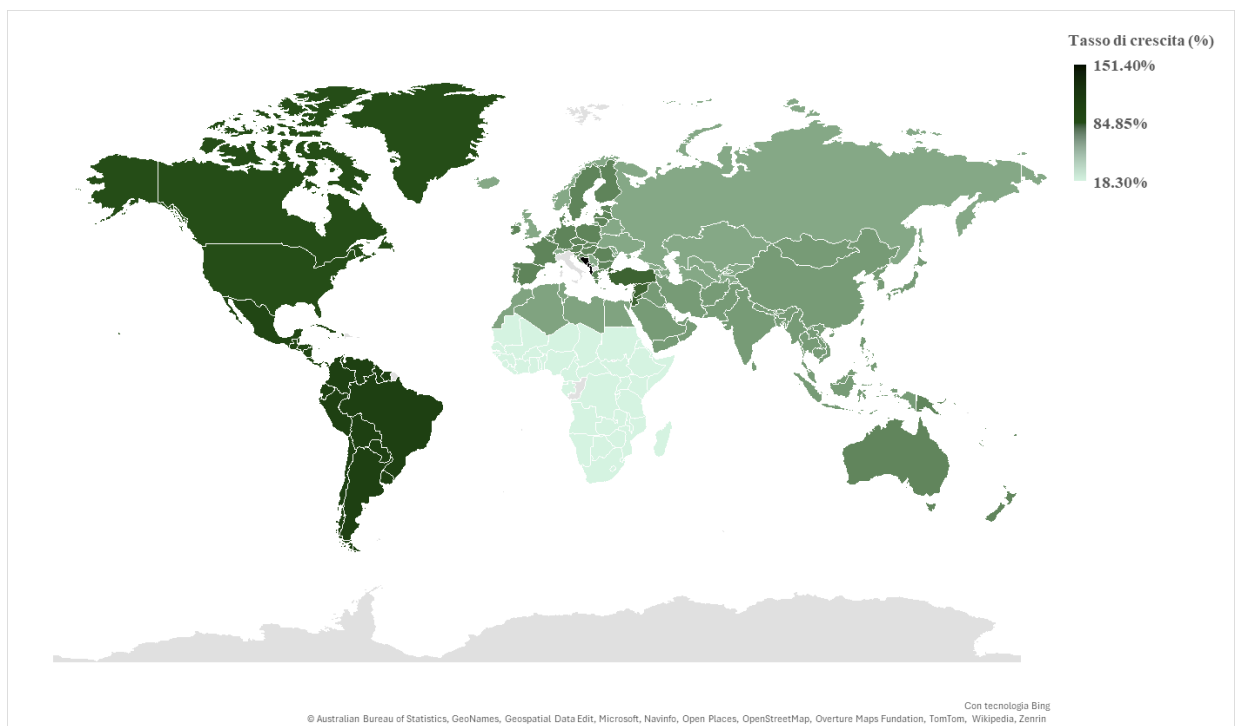 Tasso di crescita (%)
151.40%
84.85%
18.30%
Con tecnologia Bing
© Australian Bureau of Statistics, GeoNames, Geospatial Data Edit, Microsoft, Navinfo, Open Places, OpenStreetMap, Overture Maps Fundation, TomTom, Wikipedia, Zenrin